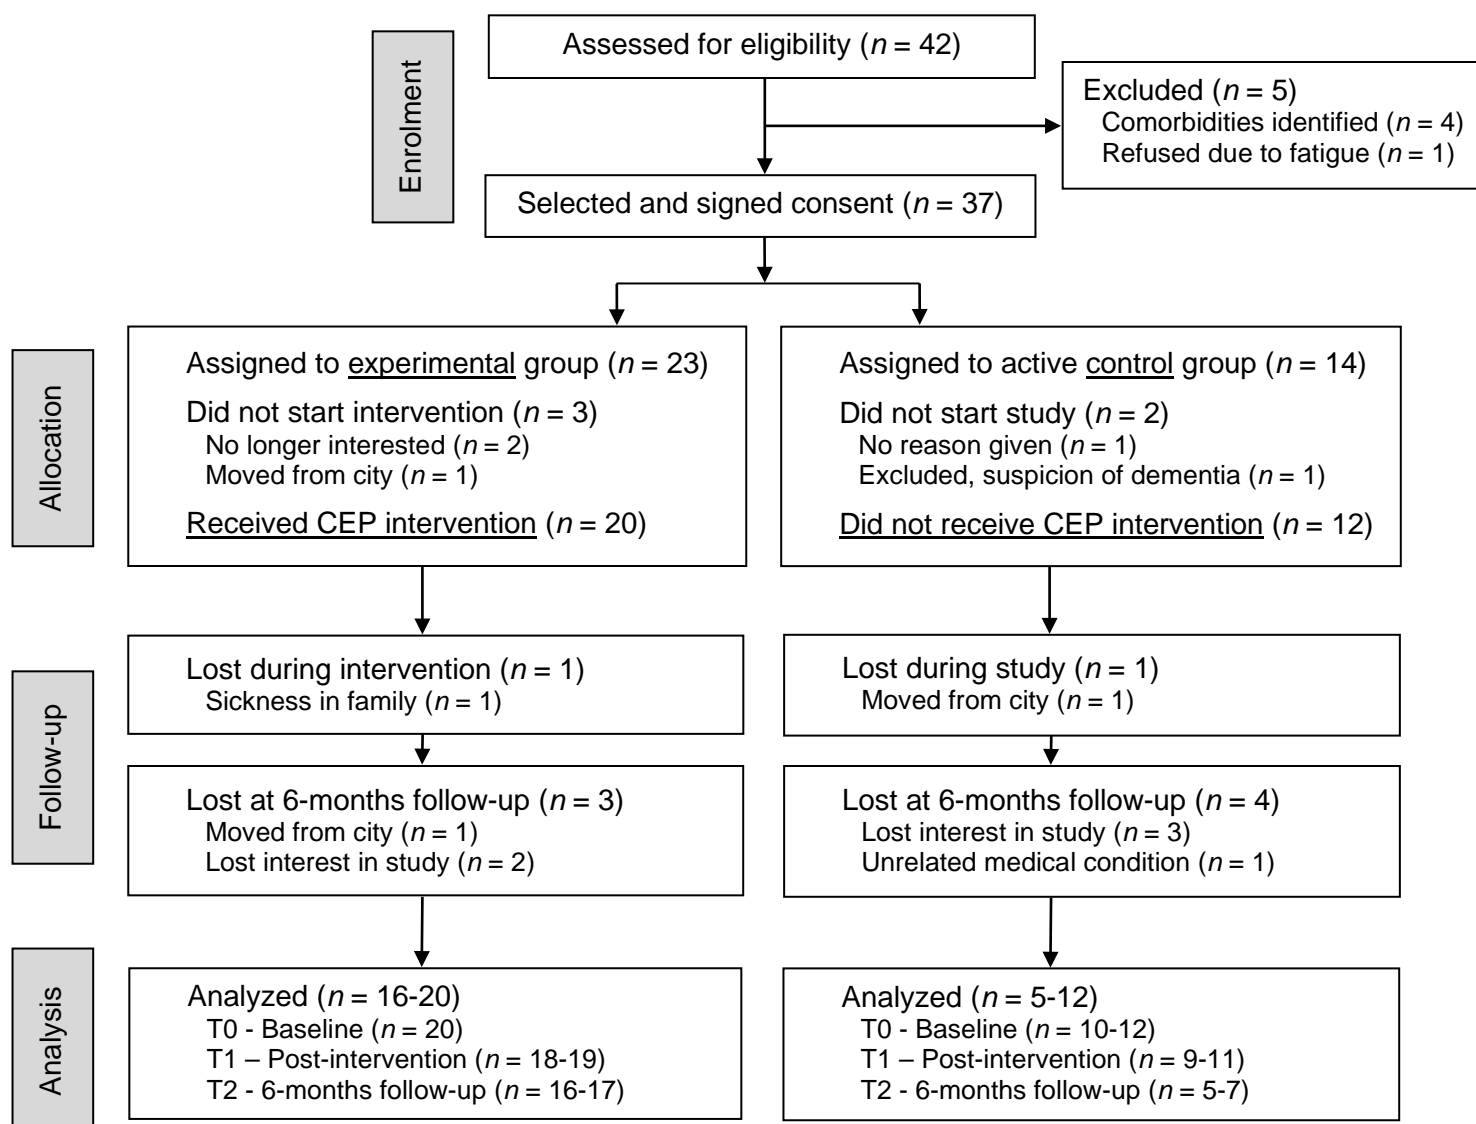 Enrolment
Assessed for eligibility (n = 42)
Excluded (n = 5)
Comorbidities identified (n = 4)
Refused due to fatigue (n = 1)
Selected and signed consent (n = 37)
Allocation
Assigned to experimental group (n = 23)
Did not start intervention (n = 3)
No longer interested (n = 2)
Moved from city (n = 1)
Received CEP intervention (n = 20)
Assigned to active control group (n = 14)
Did not start study (n = 2)
No reason given (n = 1)
Excluded, suspicion of dementia (n = 1)
Did not receive CEP intervention (n = 12)
Follow-up
Lost during intervention (n = 1)
Sickness in family (n = 1)
Lost during study (n = 1)
Moved from city (n = 1)
Lost at 6-months follow-up (n = 3)
Moved from city (n = 1)
Lost interest in study (n = 2)
Lost at 6-months follow-up (n = 4)
Lost interest in study (n = 3)
Unrelated medical condition (n = 1)
Analysis
Analyzed (n = 16-20)
T0 - Baseline (n = 20)
T1 – Post-intervention (n = 18-19)
T2 - 6-months follow-up (n = 16-17)
Analyzed (n = 5-12)
T0 - Baseline (n = 10-12)
T1 – Post-intervention (n = 9-11)
T2 - 6-months follow-up (n = 5-7)